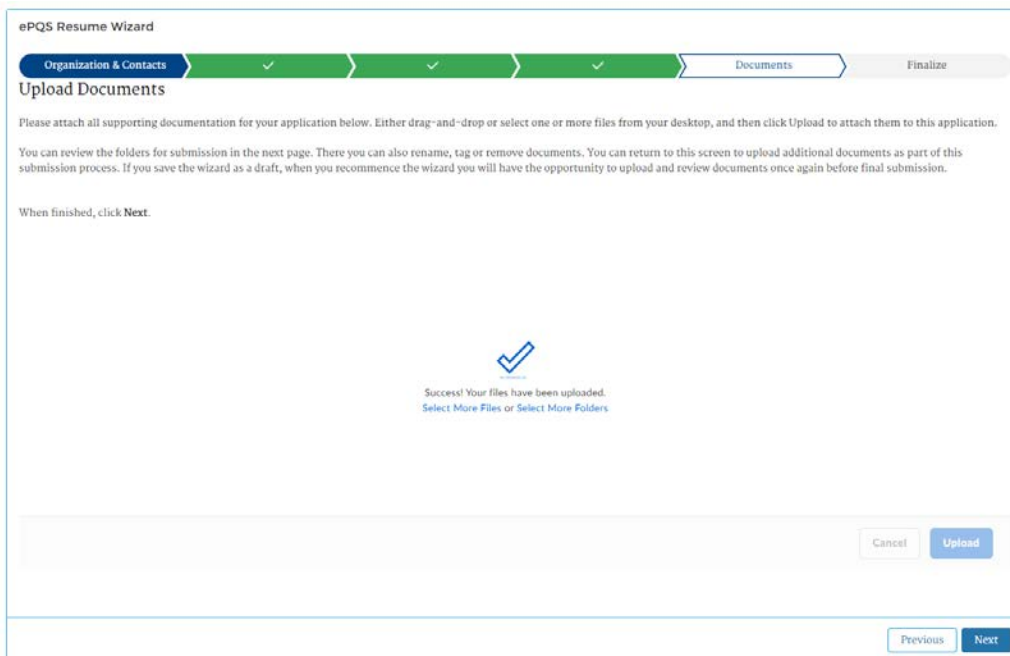 ePQS Resume Wizard
Organization & Contacts
Documents
Finalize
Upload Documents
Please attach all supporting documentation for your application below. Either drag-and-drop or select one or more files from your desktop, and then click Upload to attach them to this application.
You can review the folders for submission in the next page. There you can also rename, tag or remove documents. You can return to this screen to upload additional documents as part of this
submission process. If you save the wizard as a draft, when you recommence the wizard you will have the opportunity to upload and review documents once again before final submission.
When finished, click Next.
Success! Your files have been uploaded.
Select More Files or Select More Folders
Cancel
Upload
Previous
Next